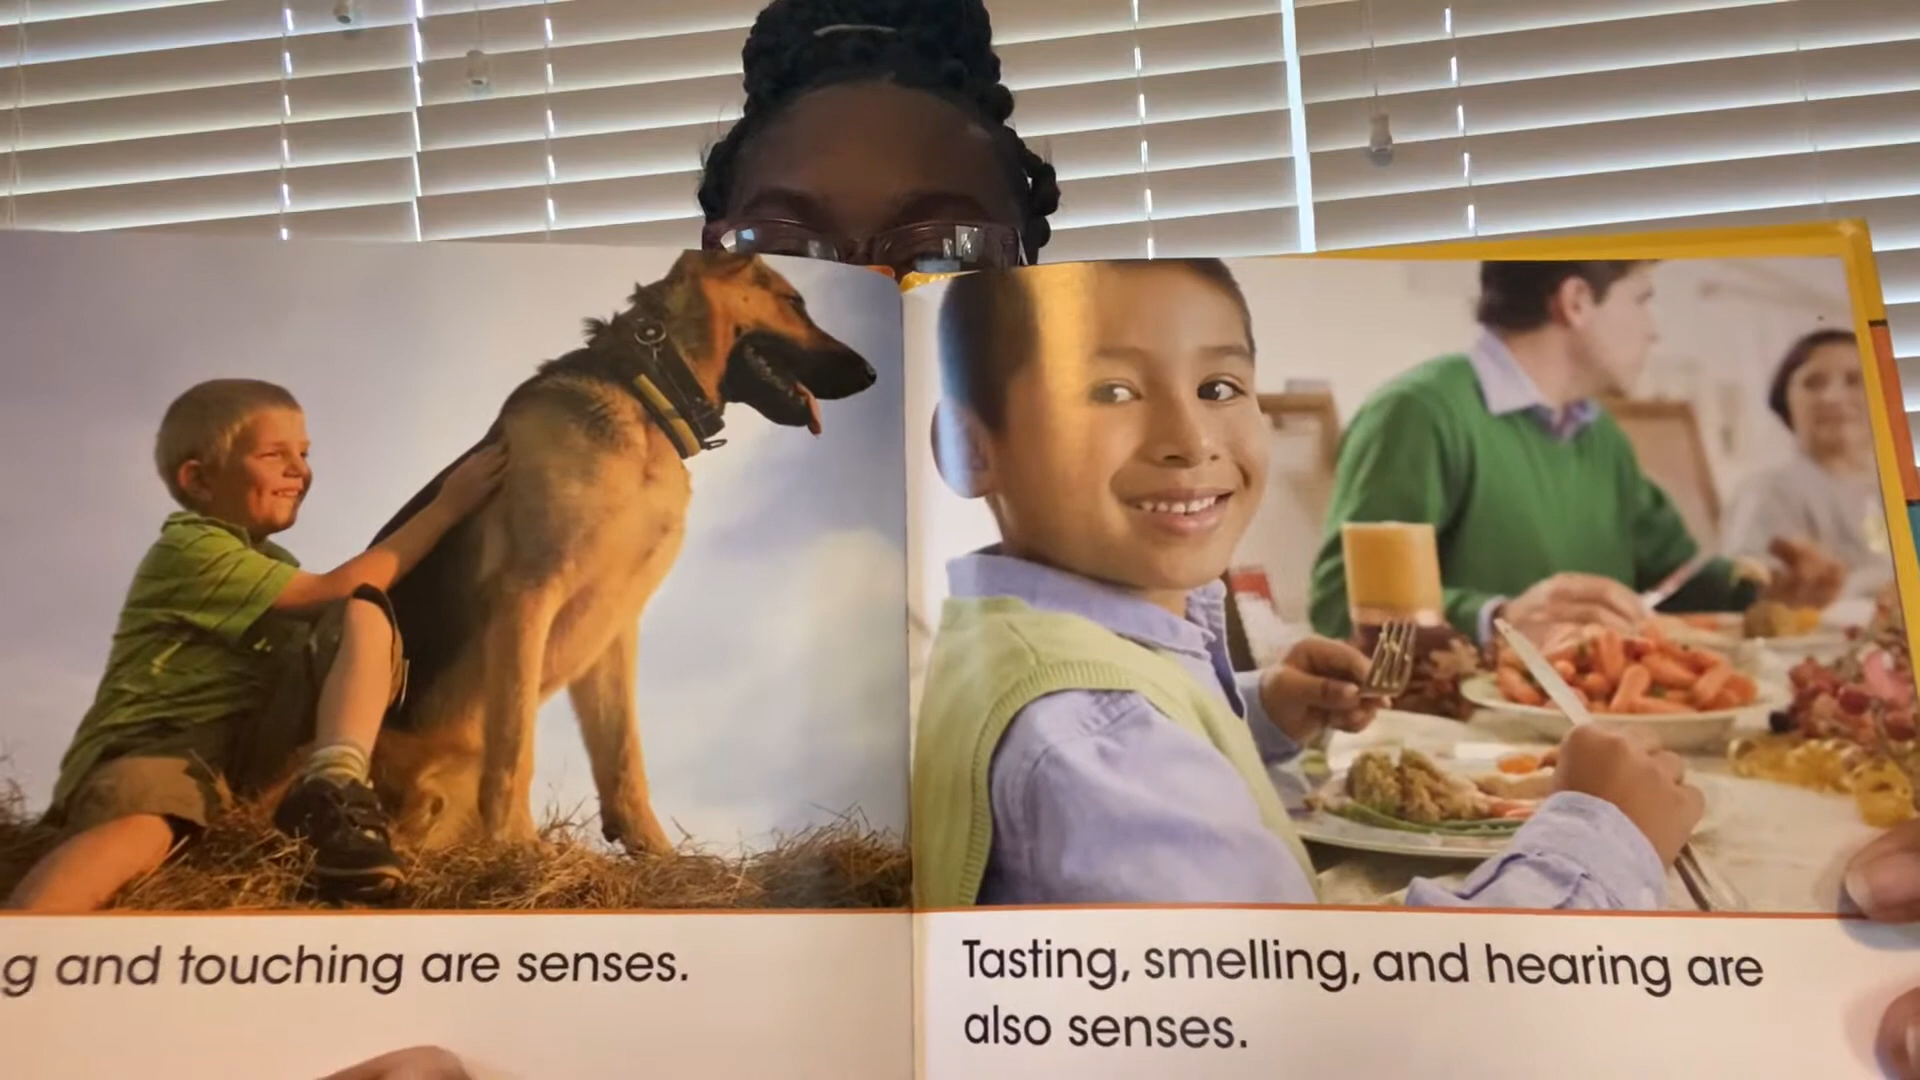 and touching are senses.
Tasting, smelling, and hearing are
also senses.